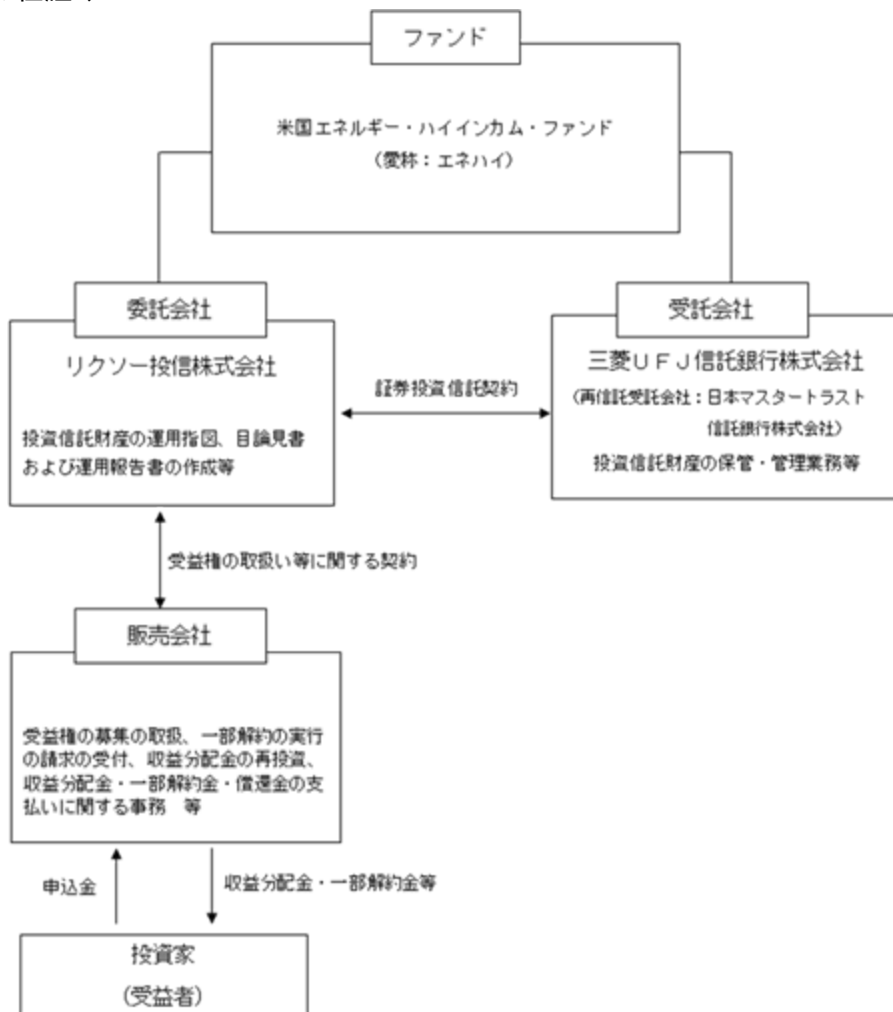 ファンド
米国エネルギー・ハイインカム・ファンド
（愛称：エネハイ）
委託会社
リクソー投信株式会社
投資信託財産の運用指図、目論見書
および運用報告書の作成等
証券投資信託契約
受託会社
三菱ＵＦＪ信託銀行株式会社
（再信託受託会社：日本マスタートラスト
信託銀行株式会社）
投資信託財産の保管・管理業務等
受益権の取扱い等に関する契約
販売会社
受益権の募集の取扱、一部解約の実行
の請求の受付、収益分配金の再投資、
収益分配金・一部解約金・償還金の支
払いに関する事務　等
申込金
収益分配金・一部解約金等
投資家
（受益者）